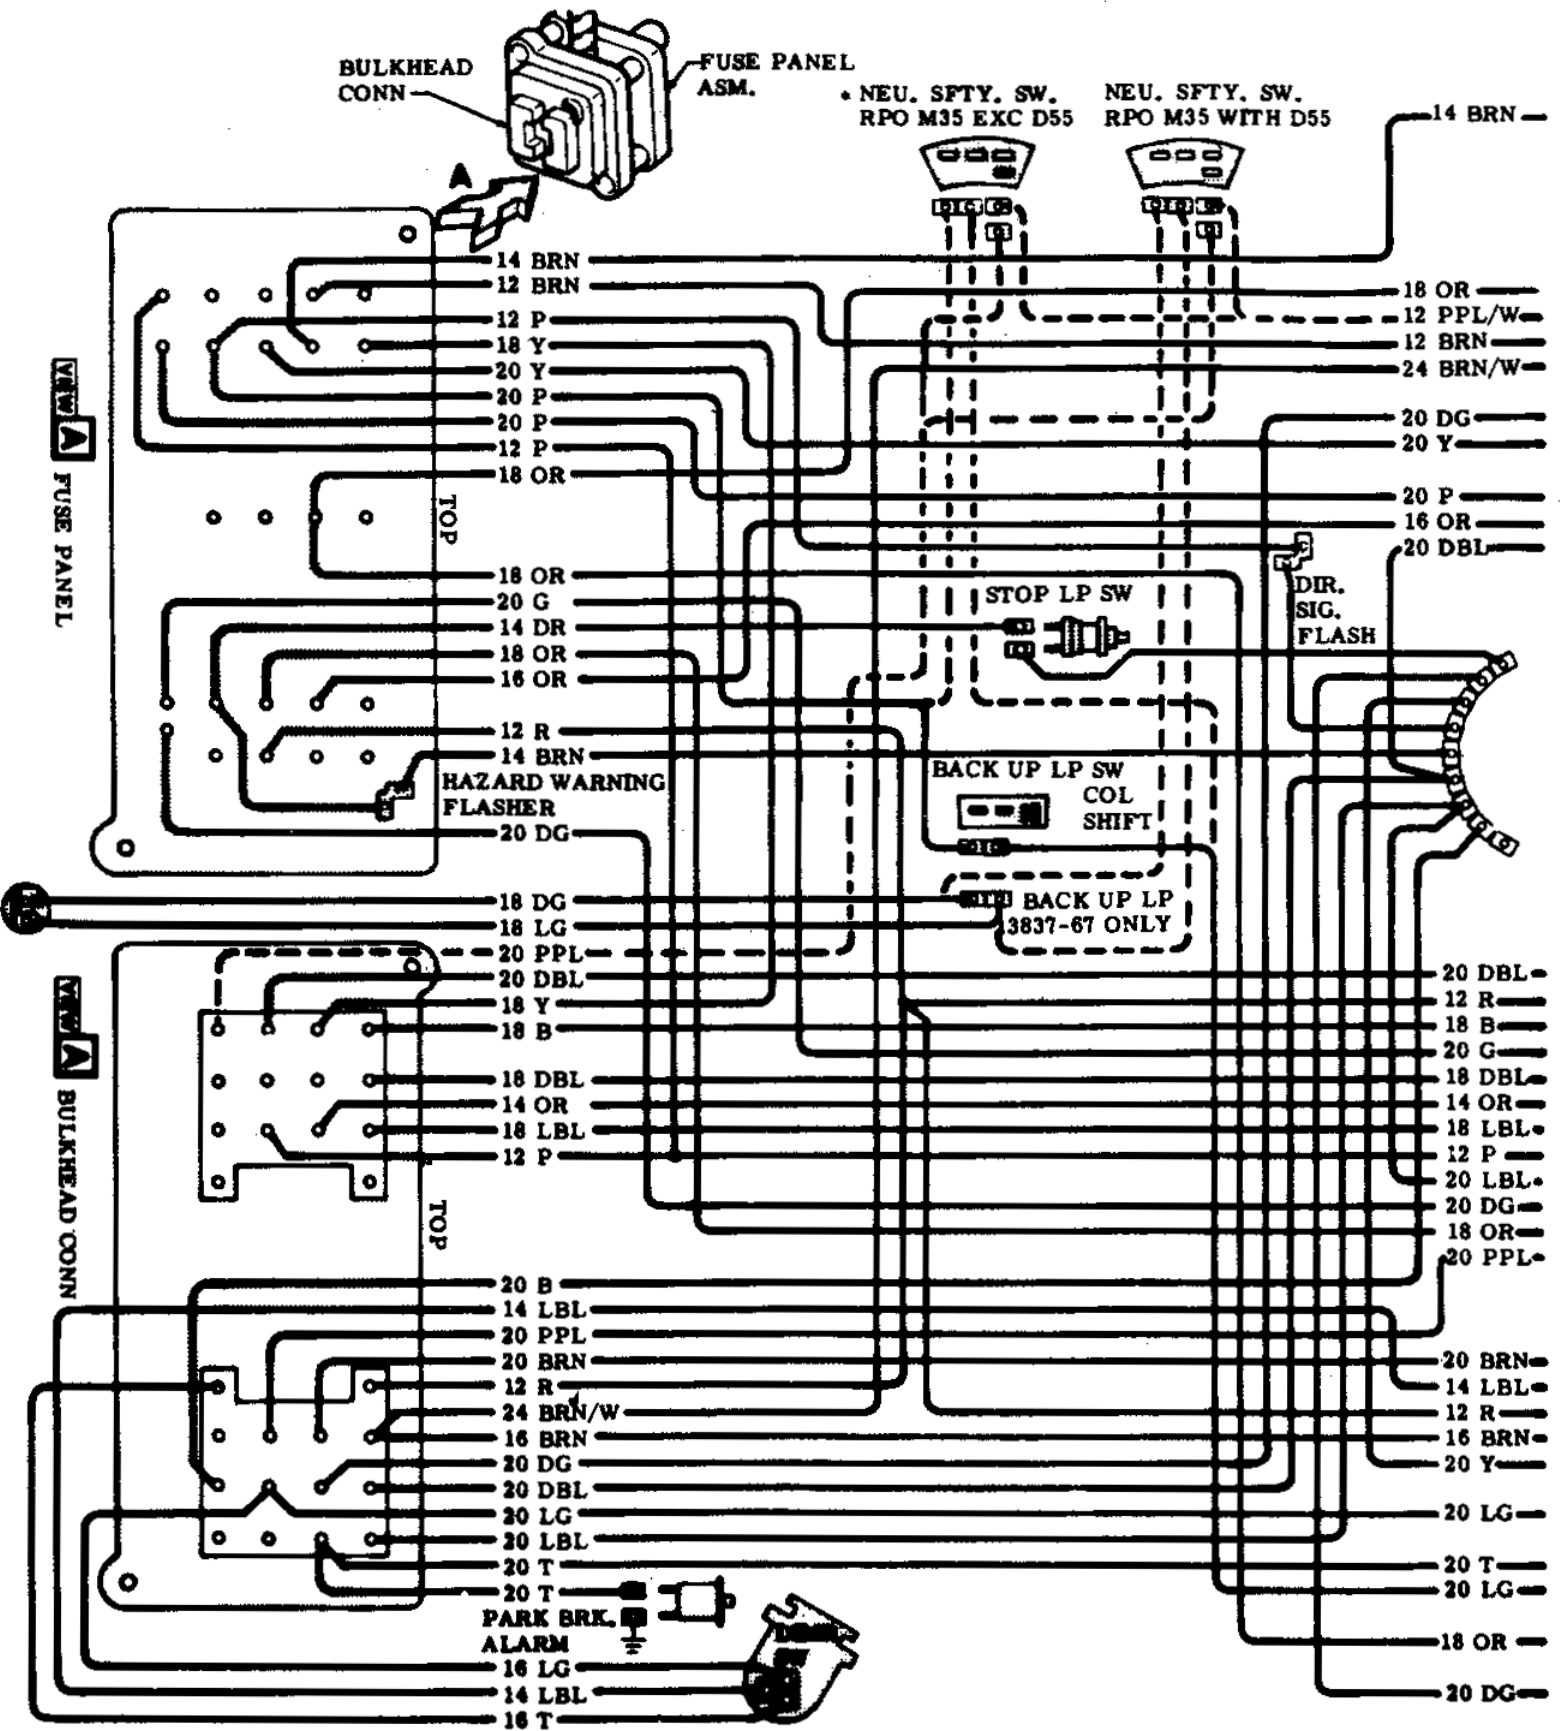 BULKHEAD
CONN
FUSE PANEL
ASM.
* NEU. SFTY. SW.
RPO M35 EXC D55
NEU. SFTY. SW.
RPO M35 WITH D55
14 BRN
A
14 BRN
12 BRN
12 P
18 Y
20 Y
20 P
20 P
12 P
18 OR
18 OR
12 PPL/W
12 BRN
24 BRN/W
20 DG
20 Y
20 P
16 OR
20 DBL
VIEW
A
FUSE PANEL
TOP
18 OR
20 G
14 DR
18 OR
16 OR
12 R
14 BRN
STOP LP SW
DIR.
SIG.
FLASH
HAZARD WARNING
FLASHER
20 DG
BACK UP LP SW
COL
SHIFT
18 DG
18 LG
20 PPL
20 DBL
18 Y
18 B
18 DBL
14 OR
18 LBL
12 P
BACK UP LP
13837-67 ONLY
VIEW
A
BULKHEAD CONN
TOP
20 DBL
12 R
18 B
20 G
18 DBL
14 OR
18 LBL
12 P
20 LBL
20 DG
18 OR
20 PPL
20 B
14 LBL
20 PPL
20 BRN
12 R
24 BRN/W
16 BRN
20 DG
20 DBL
20 LG
20 LBL
20 T
20 T
20 BRN
14 LBL
12 R
16 BRN
20 Y
20 LG
20 T
20 LG
18 OR
20 DG
PARK BRK.
ALARM
16 LG
14 LBL
16 T